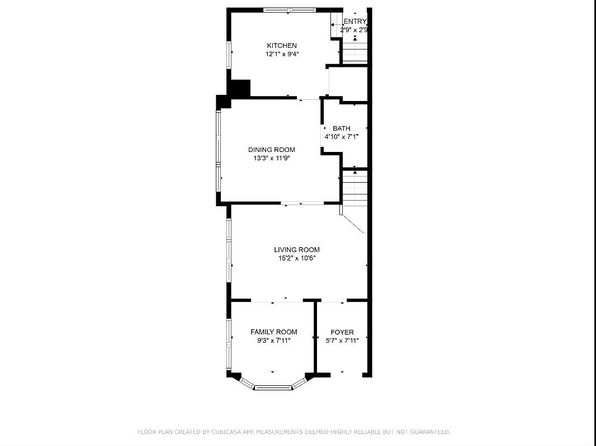 ENTRY
2'9" x 2'9"
KITCHEN
12'1" x 9'4"
BATH
4'10" x 7'1"
DINING ROOM
13'3" x 11'9"
LIVING ROOM
15'2" x 10'6"
FAMILY ROOM
9'3" x 7'11"
FOYER
5'7" x 7'11"
FLOOR PLAN CREATED BY CUBICASA APP. MEASUREMENTS DEEMED HIGHLY RELIABLE BUT NOT GUARANTEED.